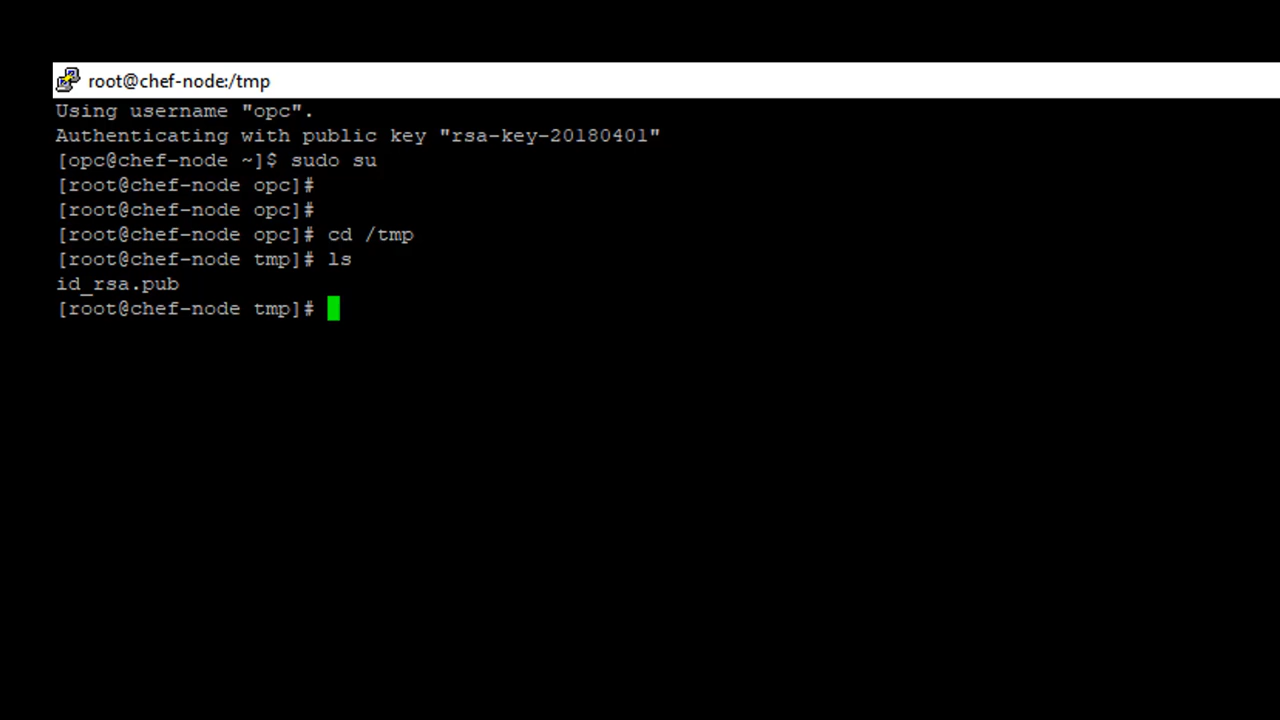 root@chef-node:/tmp
Using username "opc".
Authenticating with public key "rsa-key-20180401"
[opc@chef-node ~]$ sudo su
[root@chef-node opc]#
[root@chef-node opc]#
[root@chef-node opc]# cd /tmp
[root@chef-node tmp]# ls
id_rsa.pub
[root@chef-node tmp]#